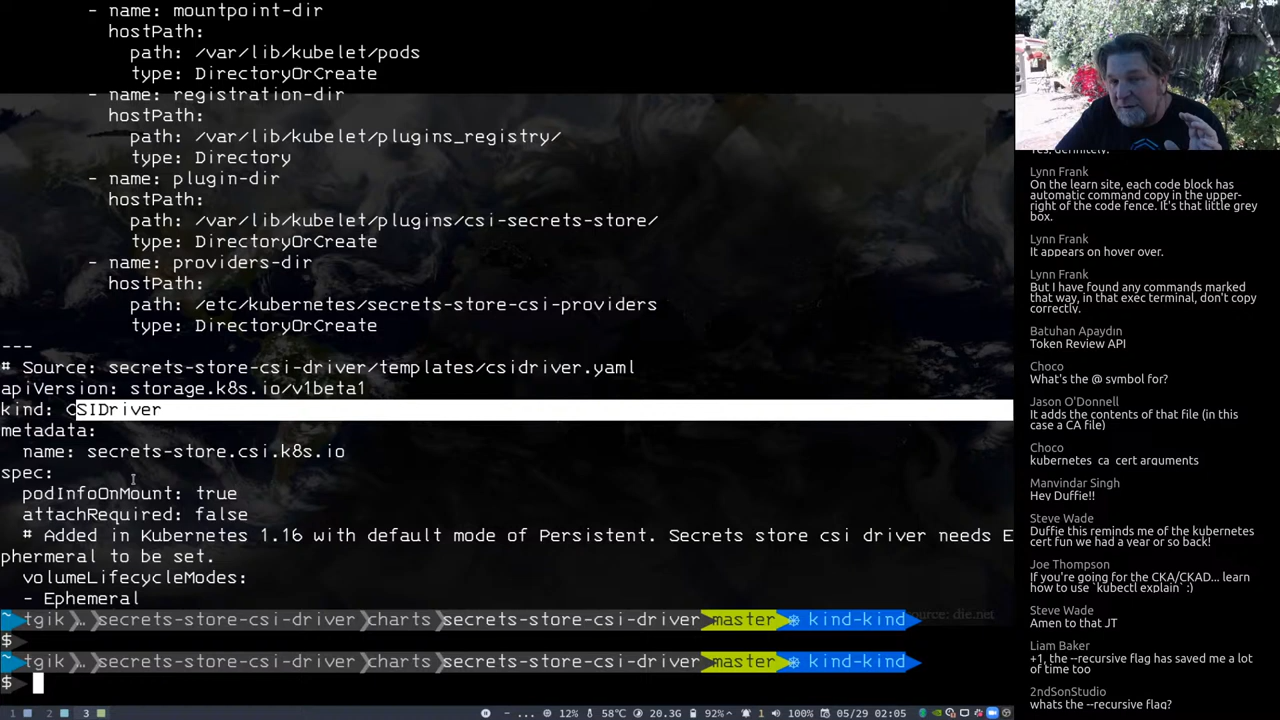 - name: mountpoint-dir
hostPath:
path: /var/lib/kubelet/pods
type: DirectoryOrCreate
- name: registration-dir
hostPath:
path: /var/lib/kubelet/plugins_registry/
type: Directory
- name: plugin-dir
hostPath:
path: /var/lib/kubelet/plugins/csi-secrets-store/
type: DirectoryOrCreate
- name: providers-dir
hostPath:
path: /etc/kubernetes/secrets-store-csi-providers
type: DirectoryOrCreate
---
# Source: secrets-store-csi-driver/templates/csidriver.yaml
apiVersion: storage.k8s.io/v1beta1
kind: CSIDriver
metadata:
name: secrets-store.csi.k8s.io
spec:
podInfoOnMount: true
attachRequired: false
# Added in Kubernetes 1.16 with default mode of Persistent. Secrets store csi driver needs E
phermeral to be set.
volumeLifecycleModes:
- Ephemeral
~ tgik … secrets-store-csi-driver charts secrets-store-csi-driver master ⎈ kind-kind
$
~ tgik … secrets-store-csi-driver charts secrets-store-csi-driver master ⎈ kind-kind
$
source: die.net
1 2 3 ... 12% 58℃ 20.3G 92% 1 100% 05/29 02:05
Yes, definitely.
Lynn Frank
On the learn site, each code block has
automatic command copy in the upper-
right of the code fence. It's that little grey
box.
Lynn Frank
It appears on hover over.
Lynn Frank
But I have found any commands marked
that way, in that exec terminal, don't copy
correctly.
Batuhan Apaydın
Token Review API
Choco
What's the @ symbol for?
Jason O'Donnell
It adds the contents of that file (in this
case a CA file)
Choco
kubernetes_ca_cert arguments
Manvindar Singh
Hey Duffie!!
Steve Wade
Duffie this reminds me of the kubernetes
cert fun we had a year or so back!
Joe Thompson
If you're going for the CKA/CKAD... learn
how to use `kubectl explain` :)
Steve Wade
Amen to that JT
Liam Baker
+1, the --recursive flag has saved me a lot
of time too
2ndSonStudio
whats the --recursive flag?